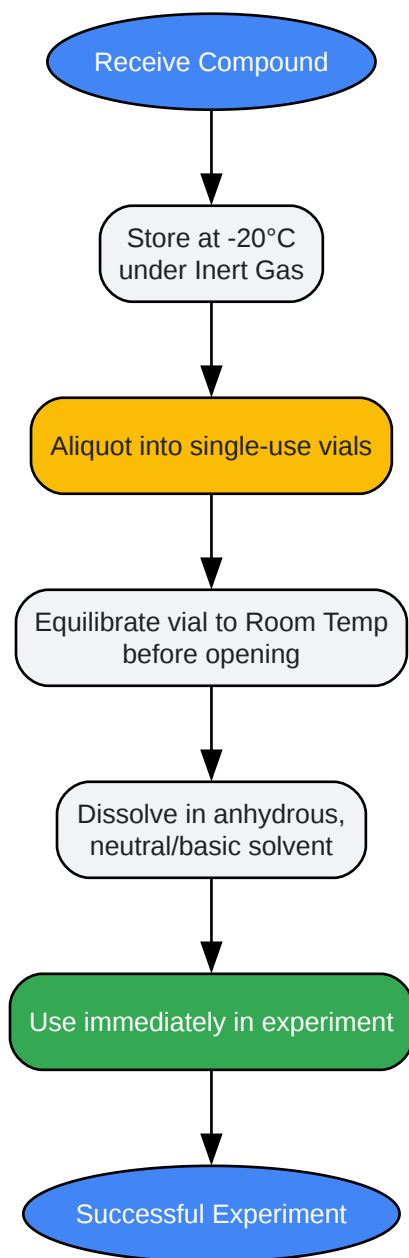 Receive Compound
Store at -20°C
under Inert Gas
Aliquot into single-use vials
Equilibrate vial to Room Temp
before opening
Dissolve in anhydrous,
neutral/basic solvent
Use immediately in experiment
Successful Experiment